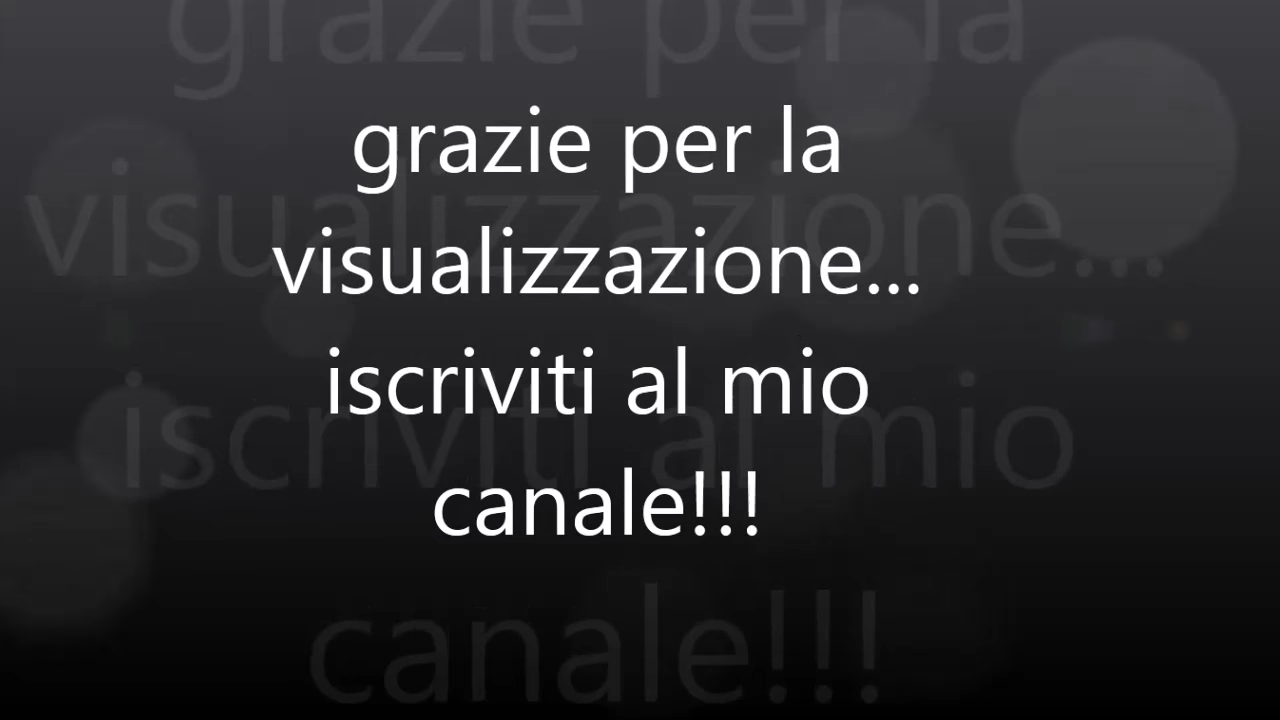 grazie per la
visualizzazione...
iscriviti al mio
canale!!!